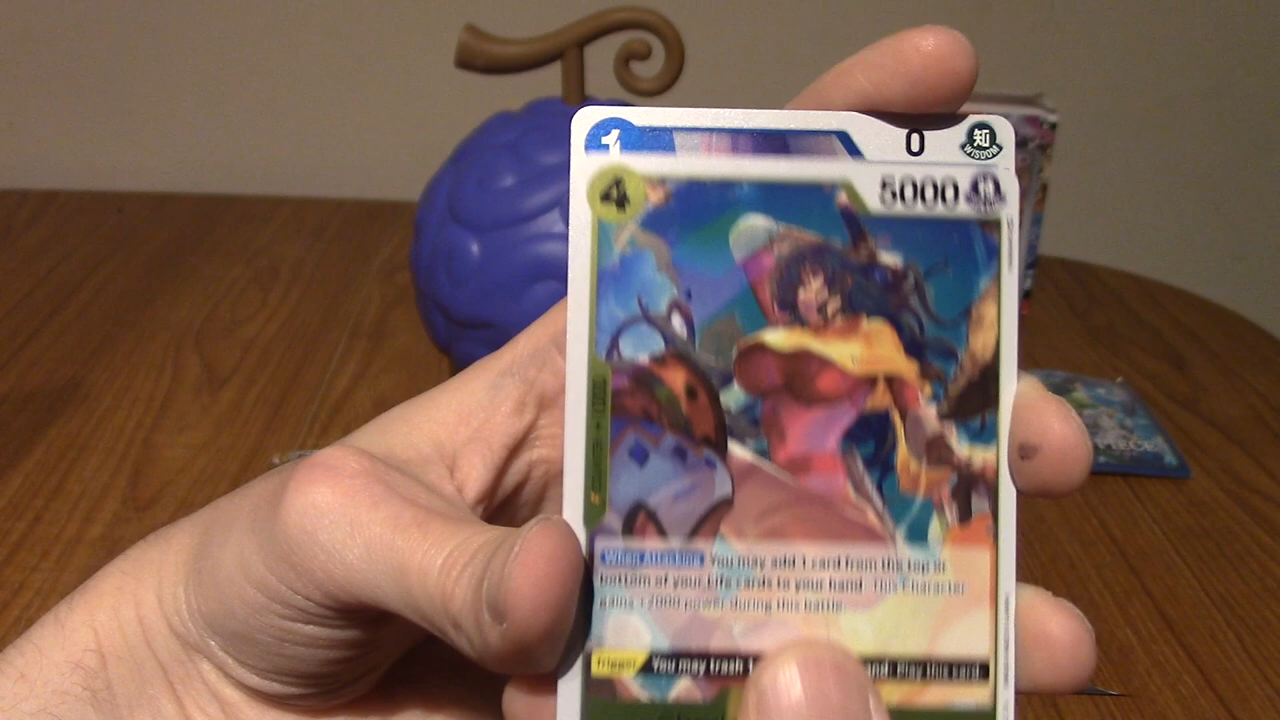 1 0 知
WISDOM
4 5000
When Attacking You may add 1 card from the top or
bottom of your Life cards to your hand. This Character
gains +2000 power during this battle.
Trigger You may trash 1 and: Play this card.